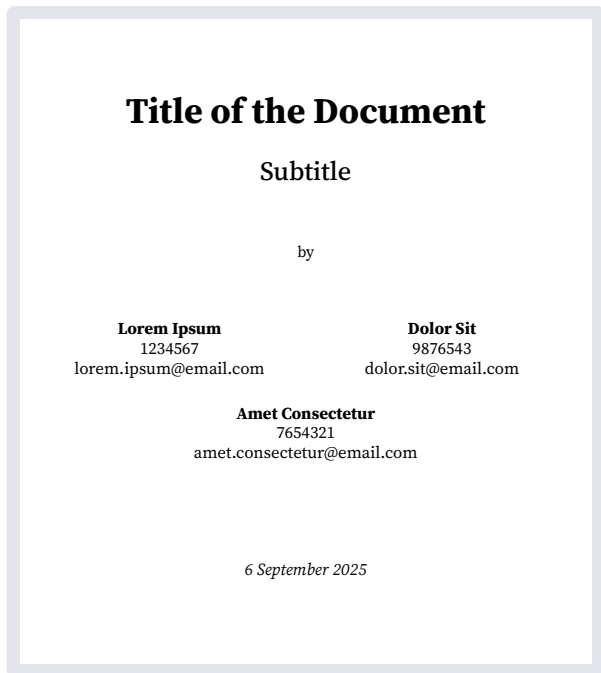 Title of the Document
Subtitle
by
Lorem Ipsum
1234567
lorem.ipsum@email.com
Dolor Sit
9876543
dolor.sit@email.com
Amet Consectetur
7654321
amet.consectetur@email.com
6 September 2025